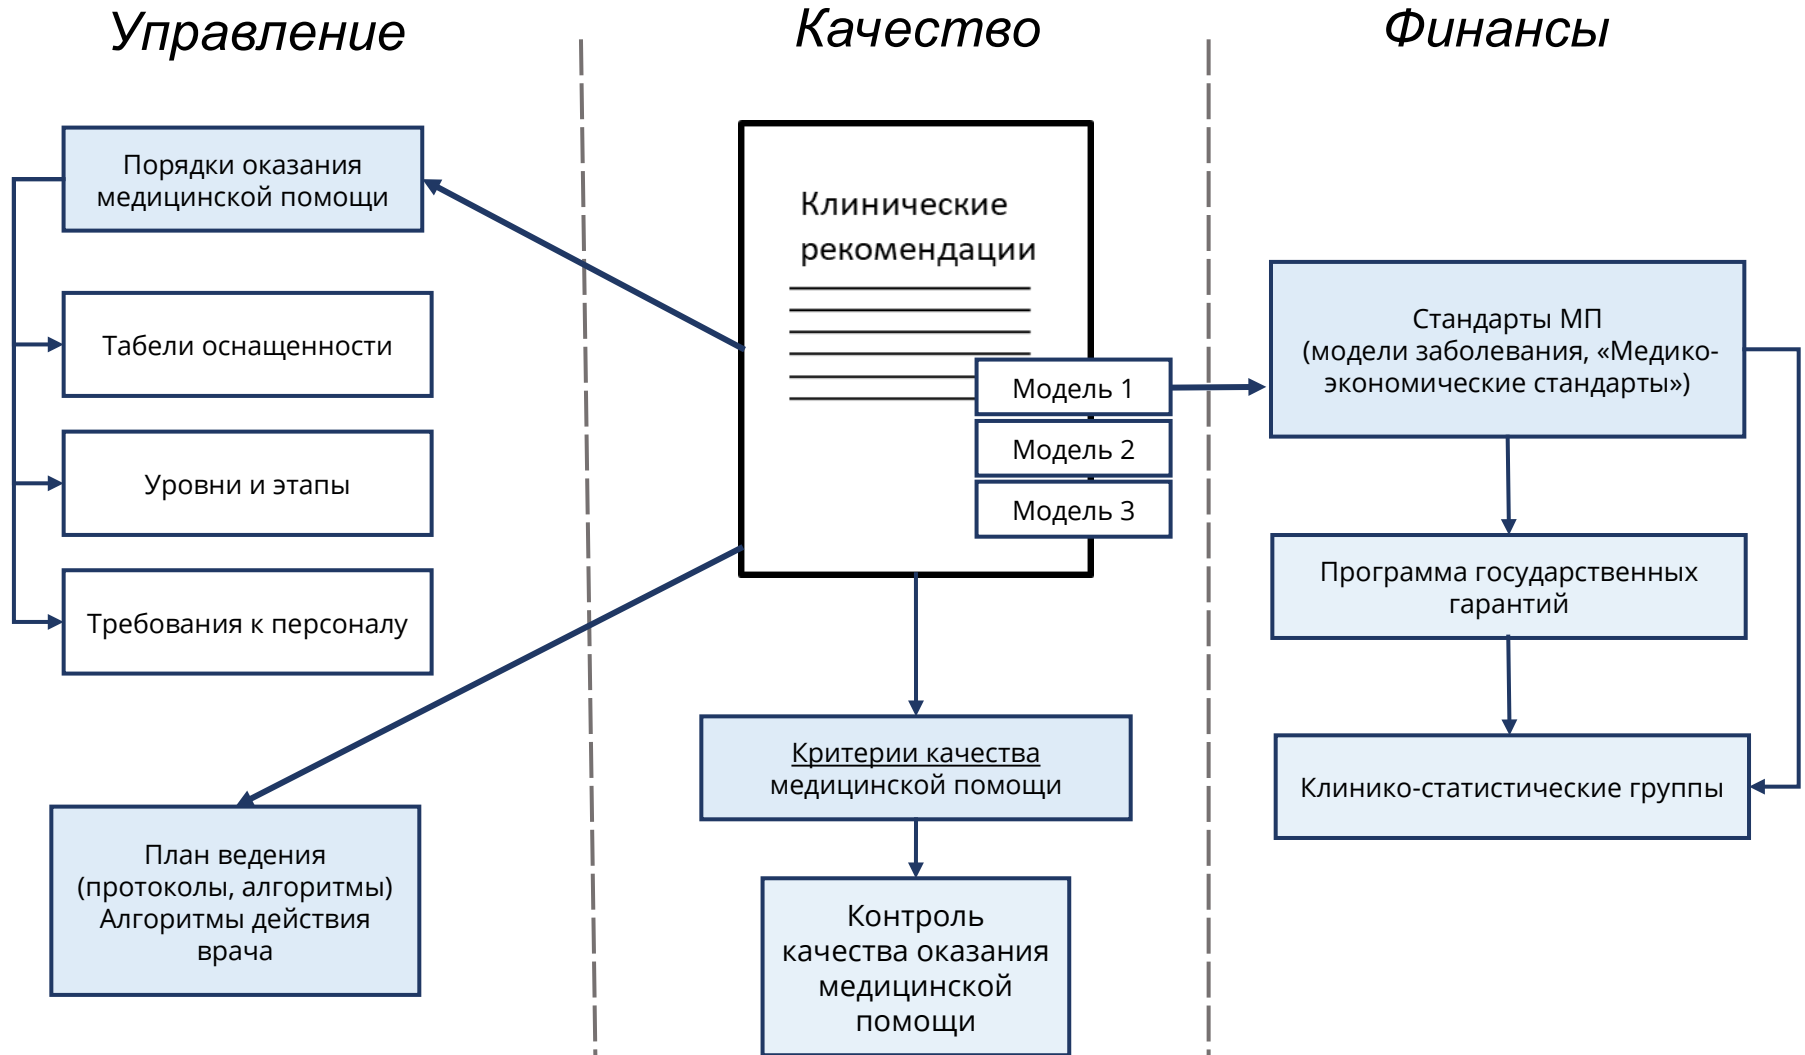 Управление
Качество
Финансы
Порядки оказания
медицинской помощи
Табели оснащенности
Уровни и этапы
Требования к персоналу
План ведения
(протоколы, алгоритмы)
Алгоритмы действия
врача
Клинические
рекомендации
Модель 1
Модель 2
Модель 3
Критерии качества
медицинской помощи
Контроль
качества оказания
медицинской
помощи
Стандарты МП
(модели заболевания, «Медико-
экономические стандарты»)
Программа государственных
гарантий
Клинико-статистические группы